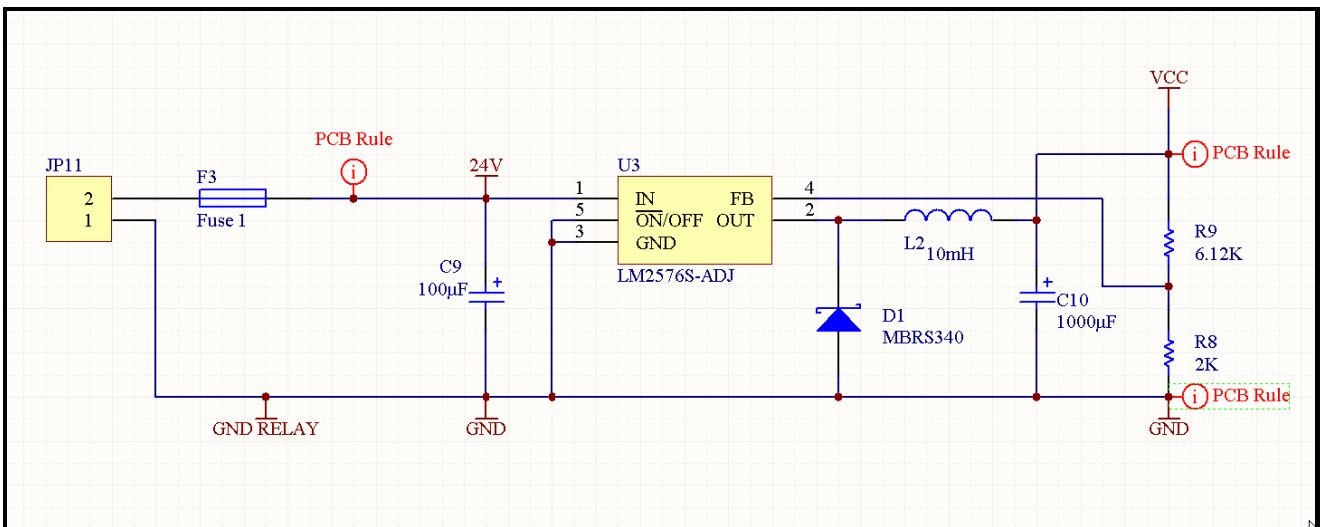 VCC
PCB Rule
PCB Rule
JP11
F3
24V
U3
2
1
Fuse 1
1
5
3
IN
ON/OFF
GND
FB
OUT
4
2
LM2576S-ADJ
L2
10mH
R9
6.12K
C9
100µF
D1
MBRS340
C10
1000µF
R8
2K
PCB Rule
GND RELAY
GND
GND